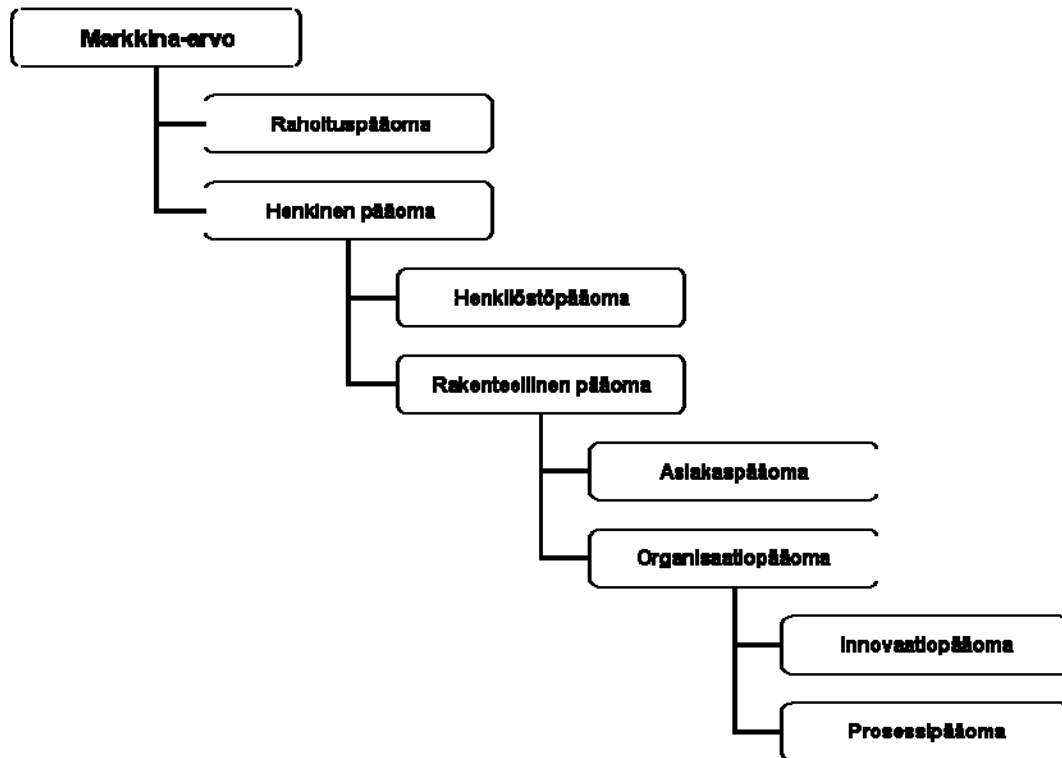 Markkina-arvo
Rahoituspääoma
Henkinen pääoma
Henkilöstöpääoma
Rakenteellinen pääoma
Asiakaspääoma
Organisaatiopääoma
Innovaatiopääoma
Prosessipääoma